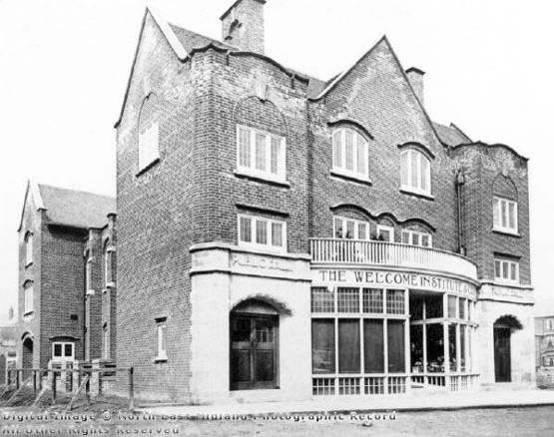 THE WELCOME INSTITUTE
Digital Image © North East Midland Photographic Record
All Other Rights Reserved